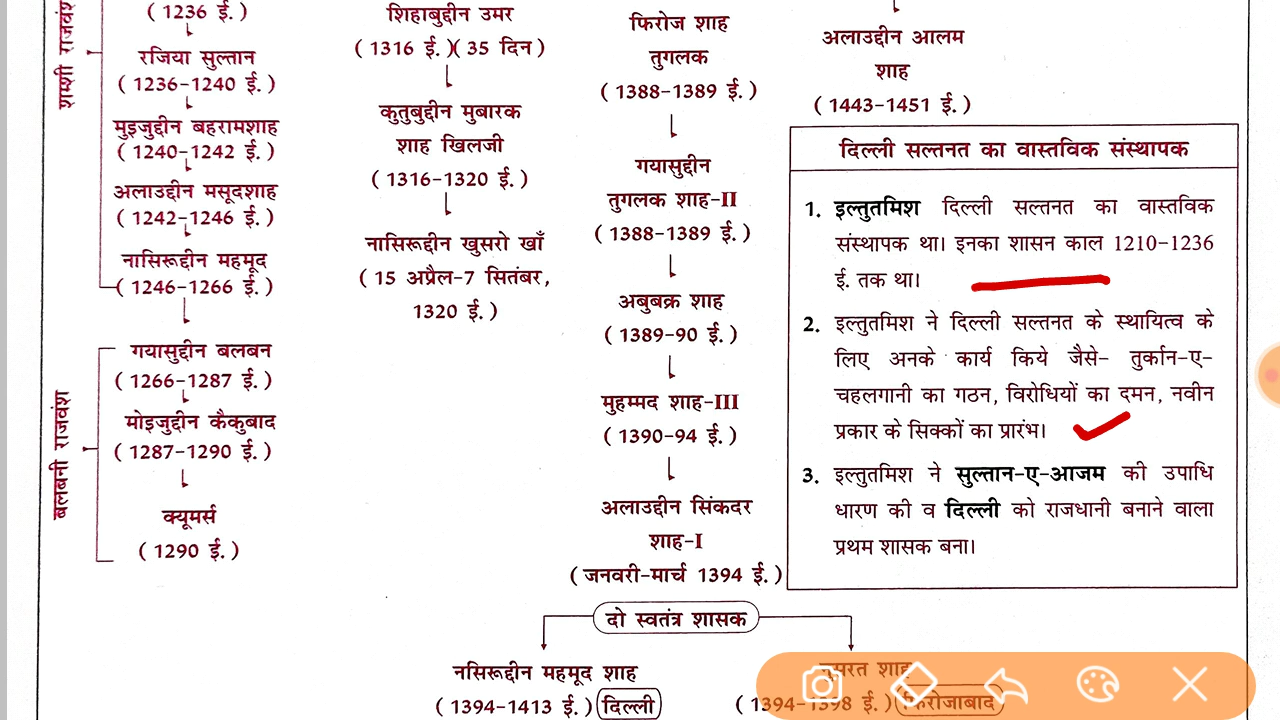 शम्शी राजवंश
(1236 ई.)
रजिया सुल्तान
(1236-1240 ई.)
मुइजुद्दीन बहरामशाह
(1240-1242 ई.)
अलाउद्दीन मसूदशाह
(1242-1246 ई.)
नासिरूद्दीन महमूद
(1246-1266 ई.)
बलबनी राजवंश
गयासुद्दीन बलबन
(1266-1287 ई.)
मोइजुद्दीन कैकुबाद
(1287-1290 ई.)
क्यूमर्स
(1290 ई.)
शिहाबुद्दीन उमर
(1316 ई.)(35 दिन)
कुतुबुद्दीन मुबारक
शाह खिलजी
(1316-1320 ई.)
नासिरूद्दीन खुसरो खाँ
(15 अप्रैल-7 सितंबर,
1320 ई.)
फिरोज शाह
तुगलक
(1388-1389 ई.)
गयासुद्दीन
तुगलक शाह-II
(1388-1389 ई.)
अबुबक्र शाह
(1389-90 ई.)
मुहम्मद शाह-III
(1390-94 ई.)
अलाउद्दीन सिंकदर
शाह-I
(जनवरी-मार्च 1394 ई.)
अलाउद्दीन आलम
शाह
(1443-1451 ई.)
दिल्ली सल्तनत का वास्तविक संस्थापक
1. इल्तुतमिश दिल्ली सल्तनत का वास्तविक
संस्थापक था। इनका शासन काल 1210-1236
ई. तक था।
2. इल्तुतमिश ने दिल्ली सल्तनत के स्थायित्व के
लिए अनके कार्य किये जैसे- तुर्कान-ए-
चहलगानी का गठन, विरोधियों का दमन, नवीन
प्रकार के सिक्कों का प्रारंभ।
3. इल्तुतमिश ने सुल्तान-ए-आजम की उपाधि
धारण की व दिल्ली को राजधानी बनाने वाला
प्रथम शासक बना।
दो स्वतंत्र शासक
नसिरूद्दीन महमूद शाह
(1394-1413 ई.) दिल्ली
नुसरत शाह
(1394-1398 ई.) फिरोजाबाद